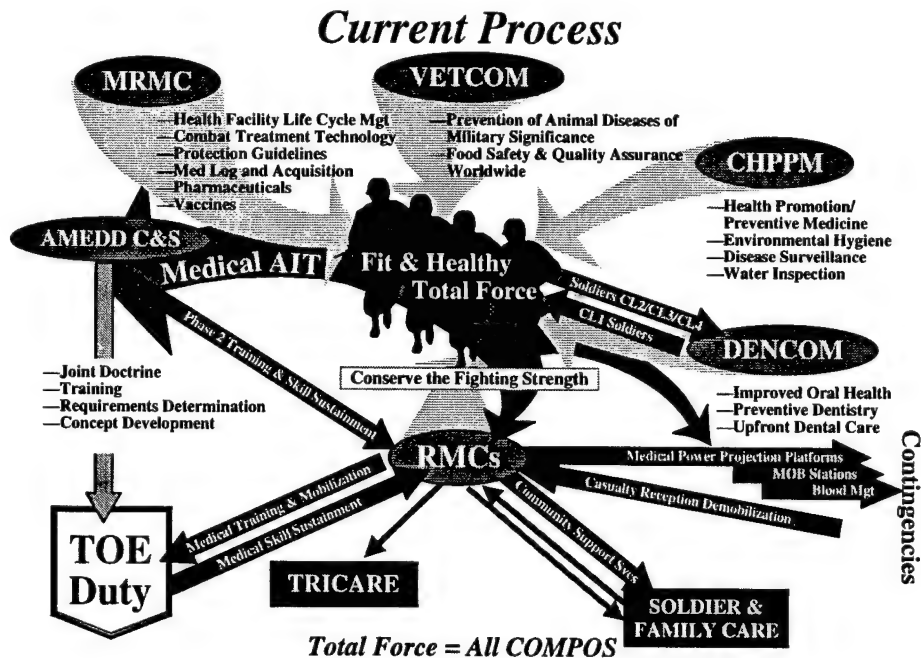 Current Process
MRMC
—Health Facility Life Cycle Mgt
—Combat Treatment Technology
—Protection Guidelines
—Med Log and Acquisition
—Pharmaceuticals
—Vaccines
VETCOM
—Prevention of Animal Diseases of
Military Significance
—Food Safety & Quality Assurance
Worldwide
CHPPM
—Health Promotion/
Preventive Medicine
—Environmental Hygiene
—Disease Surveillance
—Water Inspection
AMEDD C&S
Medical AIT
Fit & Healthy
Total Force
Soldiers CL2/CL3/CL4
CL1 Soldiers
DENCOM
—Improved Oral Health
—Preventive Dentistry
—Upfront Dental Care
Phase 2 Training & Skill Sustainment
Conserve the Fighting Strength
—Joint Doctrine
—Training
—Requirements Determination
—Concept Development
RMCs
Medical Power Projection Platforms
MOB Stations
Blood Mgt
Casualty Reception Demobilization
Contingencies
Medical Training & Mobilization
Medical Skill Sustainment
Community Support Svcs
TOE
Duty
TRICARE
SOLDIER &
FAMILY CARE
Total Force = All COMPOS